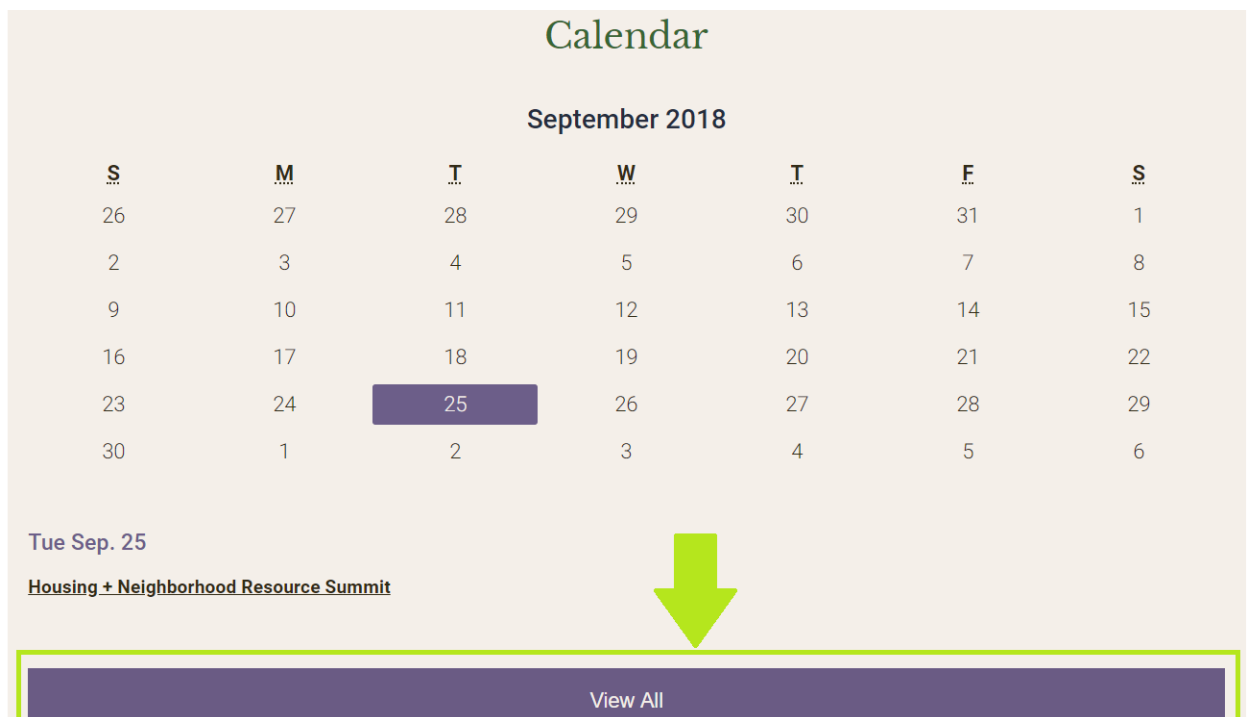 Calendar
September 2018
S M T W T F S
26 27 28 29 30 31 1
2 3 4 5 6 7 8
9 10 11 12 13 14 15
16 17 18 19 20 21 22
23 24 25 26 27 28 29
30 1 2 3 4 5 6
Tue Sep. 25
Housing + Neighborhood Resource Summit
View All